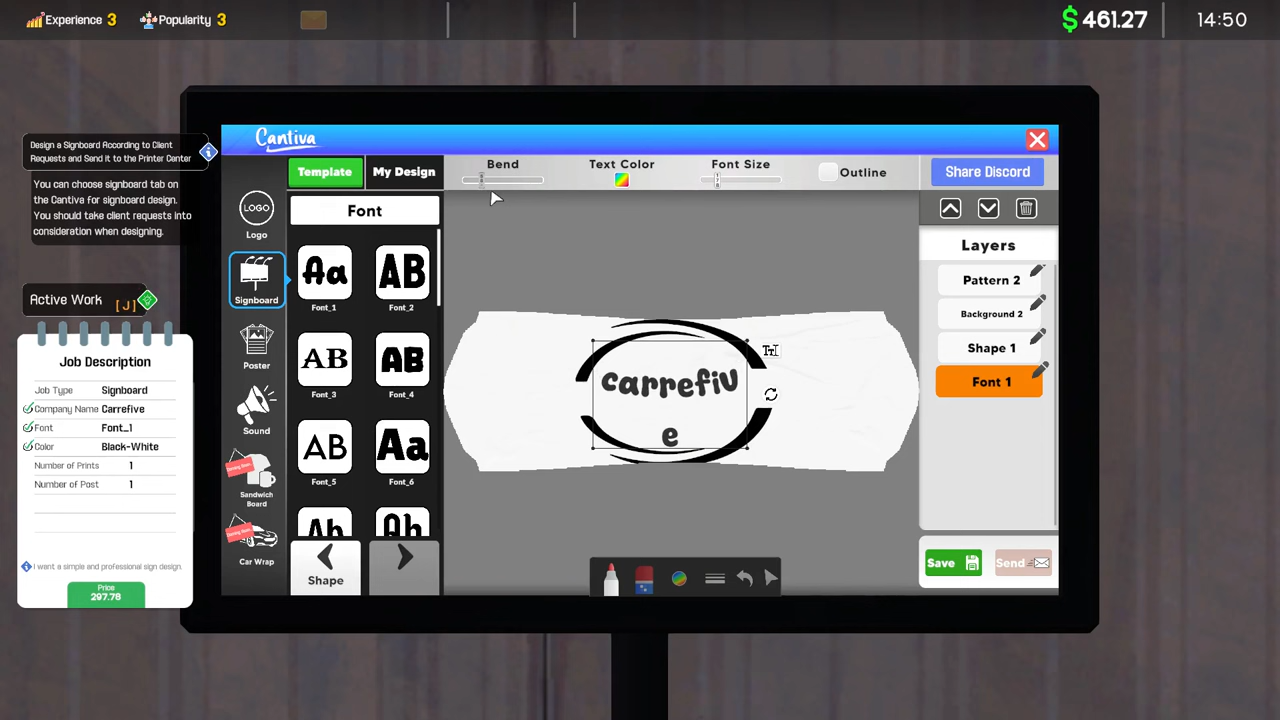 Experience 3
Popularity 3
$ 461.27
14:50
Design a Signboard According to Client
Requests and Send it to the Printer Center
You can choose signboard tab on
the Cantiva for signboard design.
You should take client requests into
consideration when designing.
Active Work [ J ]
Job Description
Job Type Signboard
Company Name Carrefive
Font Font_1
Color Black-White
Number of Prints 1
Number of Post 1
I want a simple and professional sign design.
Price
297.78
Cantiva
Template
My Design
Bend
Text Color
Font Size
Outline
Share Discord
LOGO
Logo
Signboard
Poster
Sound
Sandwich
Board
Car Wrap
Font
Aa
AB
Font_1
Font_2
AB
AB
Font_3
Font_4
AB
Aa
Font_5
Font_6
Ab
Ab
Shape
carrefiv
e
Layers
Pattern 2
Background 2
Shape 1
Font 1
Save
Send